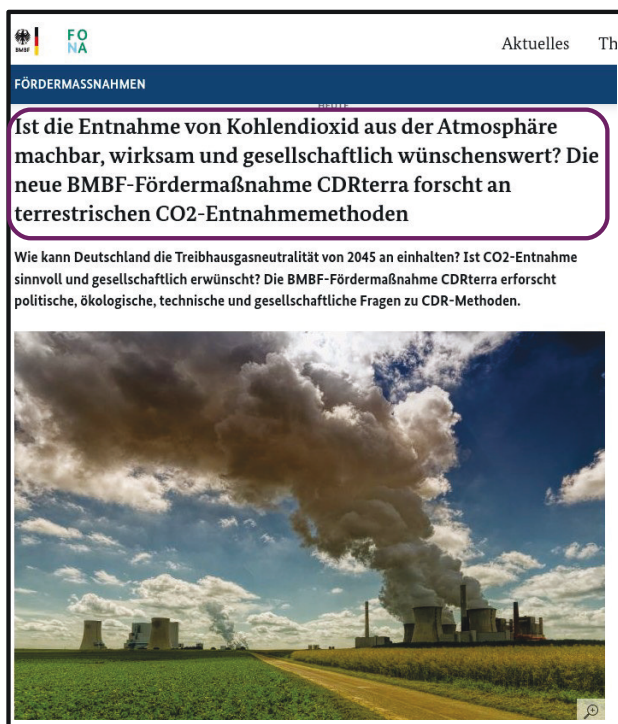 BMBF
FO
NA
Aktuelles
Th
FÖRDERMASSNAHMEN
HEUTE
Ist die Entnahme von Kohlendioxid aus der Atmosphäre
machbar, wirksam und gesellschaftlich wünschenswert? Die
neue BMBF-Fördermaßnahme CDRterra forscht an
terrestrischen CO2-Entnahmemethoden
Wie kann Deutschland die Treibhausgasneutralität von 2045 an einhalten? Ist CO2-Entnahme
sinnvoll und gesellschaftlich erwünscht? Die BMBF-Fördermaßnahme CDRterra erforscht
politische, ökologische, technische und gesellschaftliche Fragen zu CDR-Methoden.